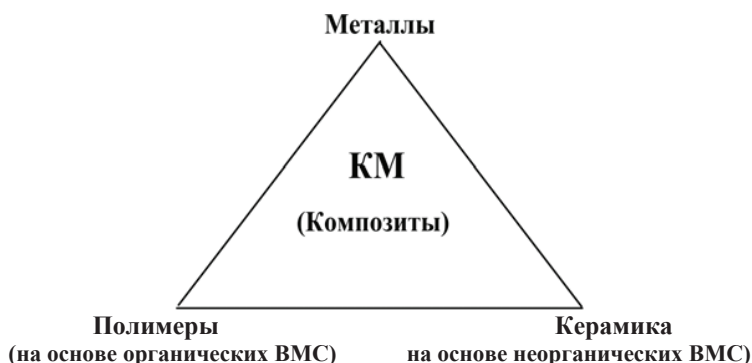 Металлы
КМ
(Композиты)
Полимеры
(на основе органических ВМС)
Керамика
на основе неорганических ВМС)